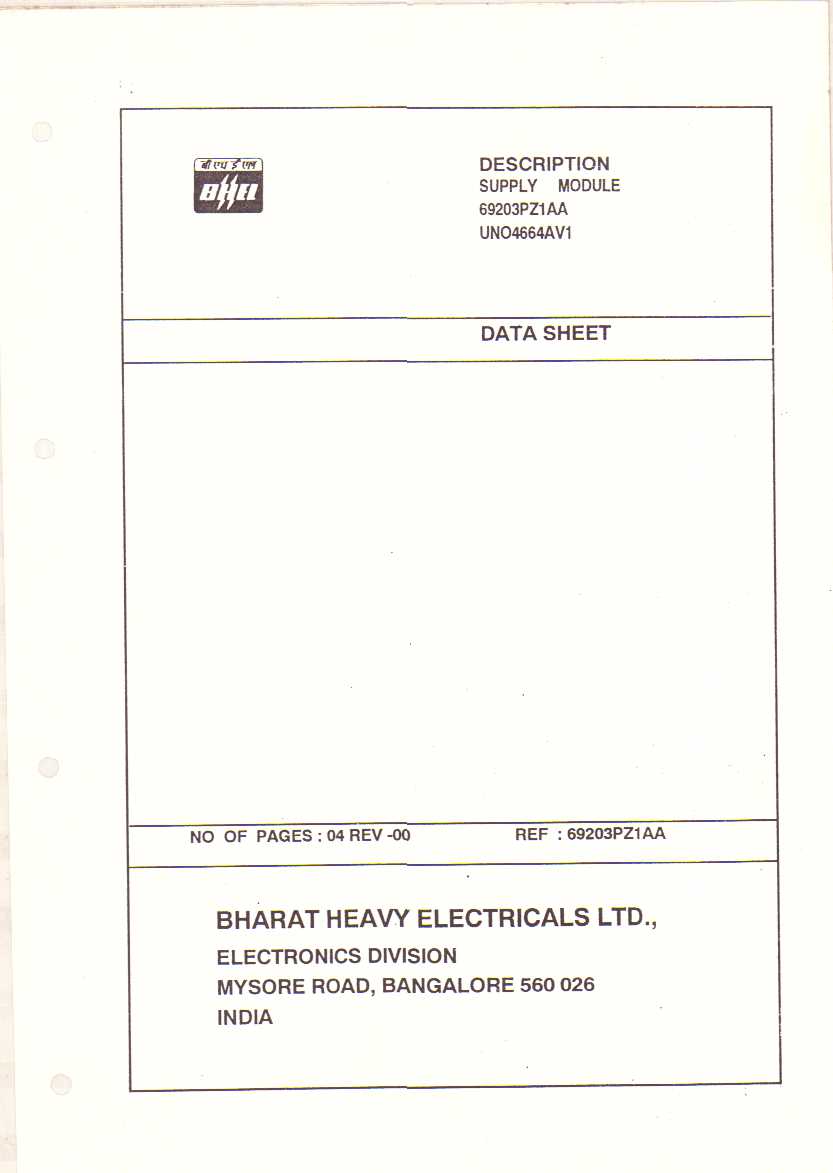 बी एच ई एल
BHEL
DESCRIPTION
SUPPLY MODULE
69203PZ1AA
UNO4664AV1
DATA SHEET
NO OF PAGES : 04 REV -00
REF : 69203PZ1AA
BHARAT HEAVY ELECTRICALS LTD.,
ELECTRONICS DIVISION
MYSORE ROAD, BANGALORE 560 026
INDIA